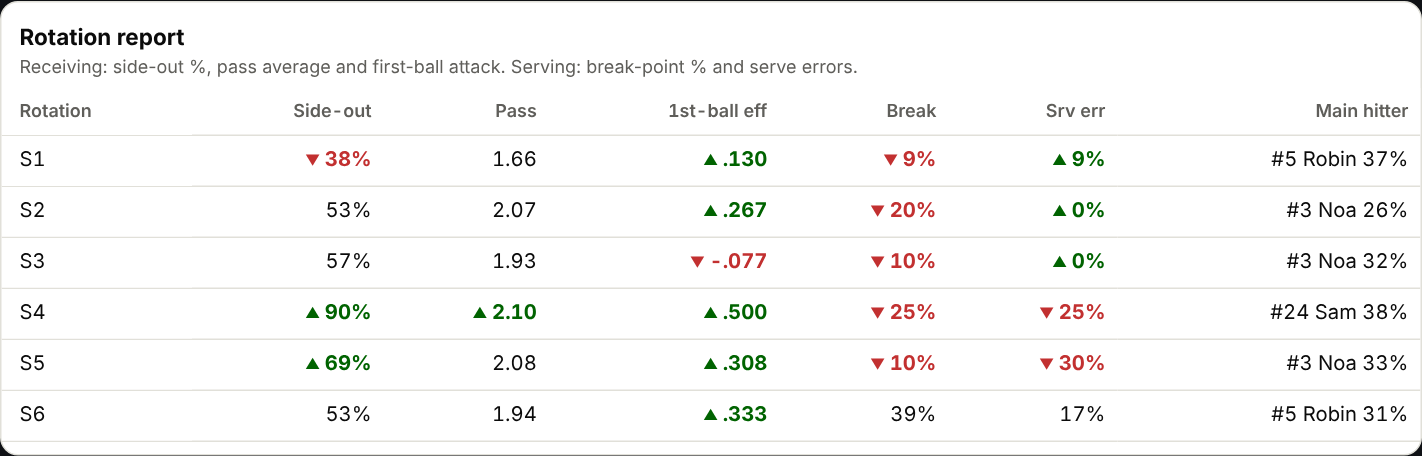 Rotation report
Receiving: side-out %, pass average and first-ball attack. Serving: break-point % and serve errors.
Rotation Side-out Pass 1st-ball eff Break Srv err Main hitter
S1 ▼ 38% 1.66 ▲ .130 ▼ 9% ▲ 9% #5 Robin 37%
S2 53% 2.07 ▲ .267 ▼ 20% ▲ 0% #3 Noa 26%
S3 57% 1.93 ▼ -.077 ▼ 10% ▲ 0% #3 Noa 32%
S4 ▲ 90% ▲ 2.10 ▲ .500 ▼ 25% ▼ 25% #24 Sam 38%
S5 ▲ 69% 2.08 ▲ .308 ▼ 10% ▼ 30% #3 Noa 33%
S6 53% 1.94 ▲ .333 39% 17% #5 Robin 31%